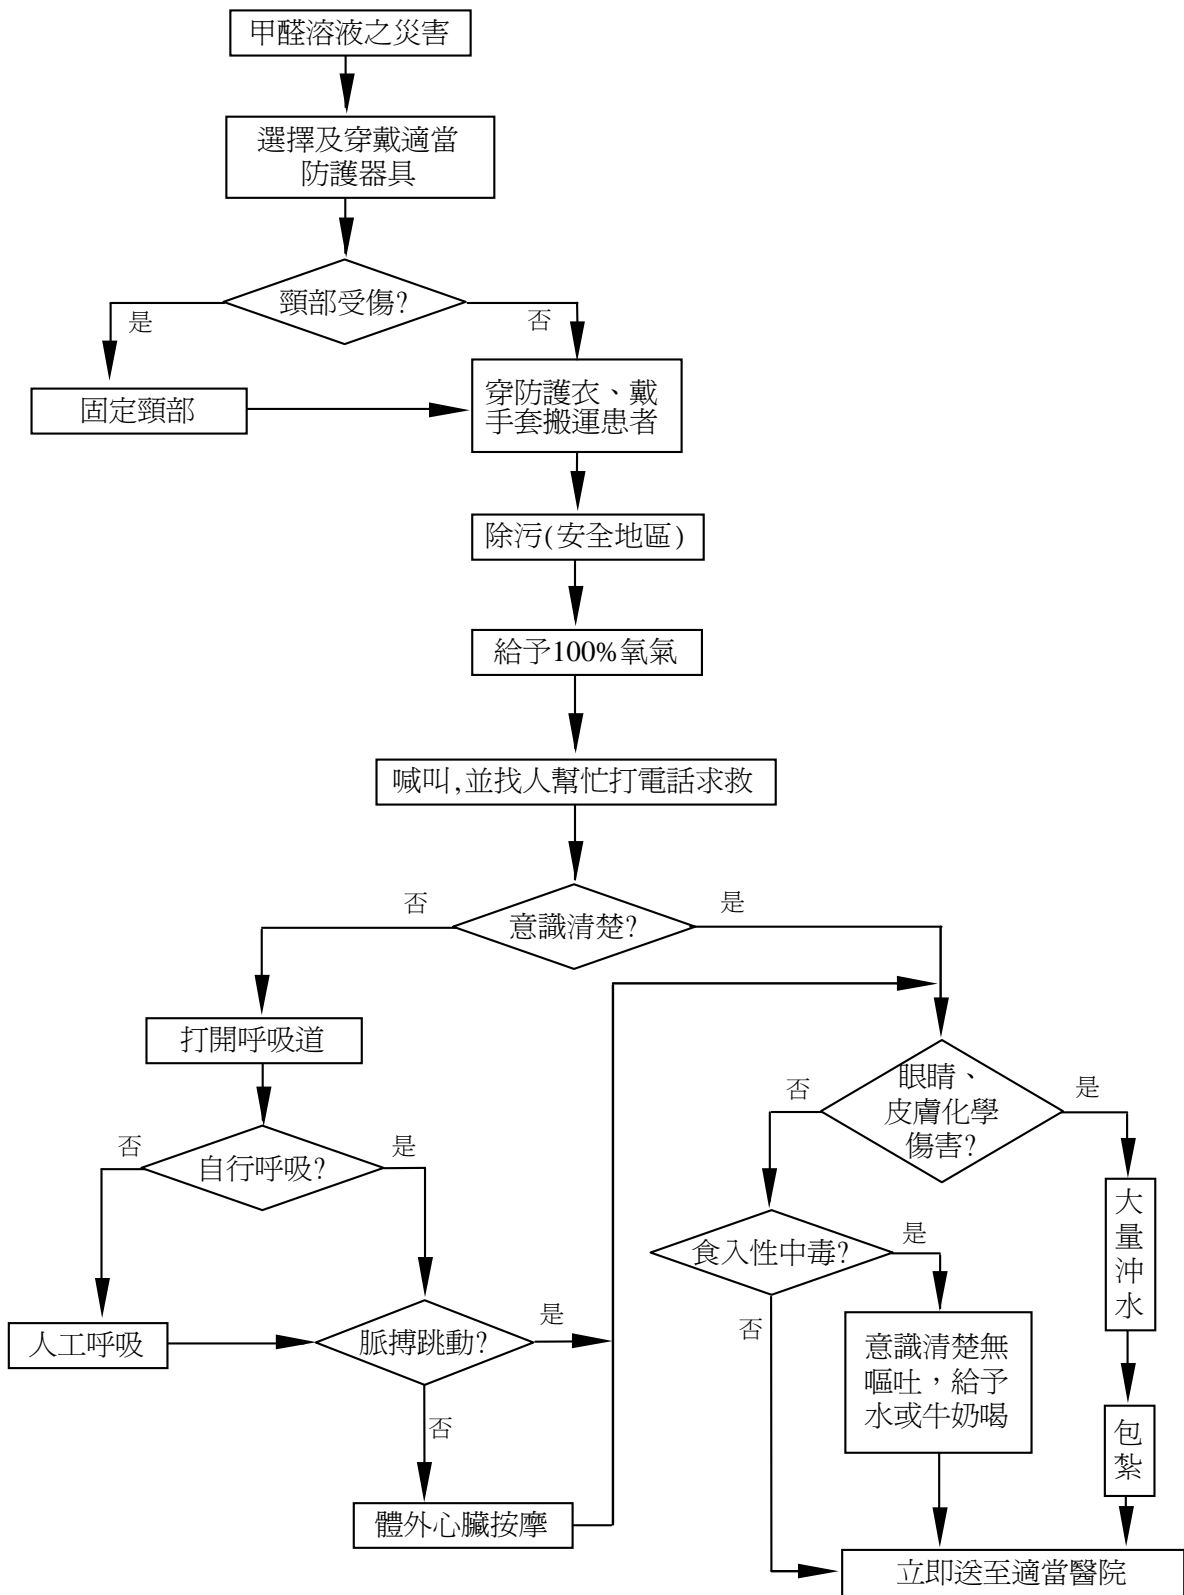 甲醛溶液之災害
選擇及穿戴適當
防護器具
頸部受傷?
是
否
固定頸部
穿防護衣、戴
手套搬運患者
除污(安全地區)
給予100%氧氣
喊叫,並找人幫忙打電話求救
否
意識清楚?
是
打開呼吸道
眼睛、
皮膚化學
傷害?
否
是
否
自行呼吸?
是
大量沖水
食入性中毒?
是
否
人工呼吸
脈搏跳動?
是
意識清楚無
嘔吐，給予
水或牛奶喝
否
包紮
體外心臟按摩
立即送至適當醫院